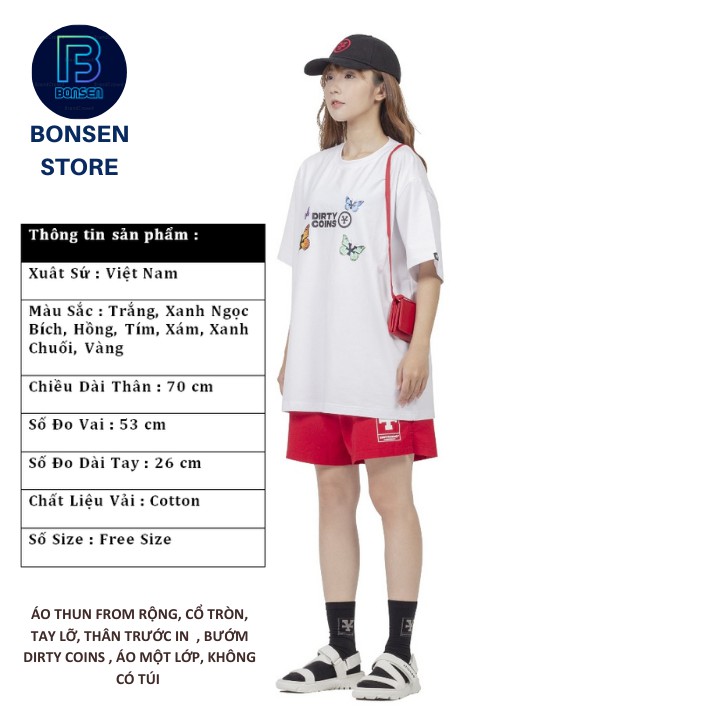 BONSEN
BONSEN
STORE
Thông tin sản phẩm :
Xuât Sứ : Việt Nam
Màu Sắc : Trắng, Xanh Ngọc
Bích, Hồng, Tím, Xám, Xanh
Chuối, Vàng
Chiều Dài Thân : 70 cm
Số Đo Vai : 53 cm
Số Đo Dài Tay : 26 cm
Chất Liệu Vải : Cotton
Số Size : Free Size
ÁO THUN FROM RỘNG, CỔ TRÒN,
TAY LỠ, THÂN TRƯỚC IN , BƯỚM
DIRTY COINS , ÁO MỘT LỚP, KHÔNG
CÓ TÚI
DIRTY
COINS